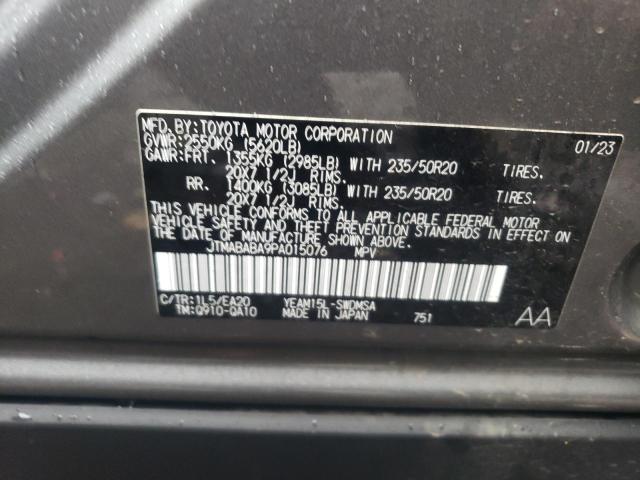 MFD.BY:TOYOTA MOTOR CORPORATION 01/23
GVWR:2550KG (5620LB)
GAWR:FRT. 1355KG (2985LB) WITH 235/50R20 TIRES.
20X7 1/2J RIMS.
RR. 1400KG (3085LB) WITH 235/50R20 TIRES.
20X7 1/2J RIMS.
THIS VEHICLE CONFORMS TO ALL APPLICABLE FEDERAL MOTOR
VEHICLE SAFETY AND THEFT PREVENTION STANDARDS IN EFFECT ON
THE DATE OF MANUFACTURE SHOWN ABOVE.
JTMABABA9PA015076 MPV
C/TR:1L5/EA20 YEAM15L-SWDMSA
TM:Q910-QA10 MADE IN JAPAN 751 AA